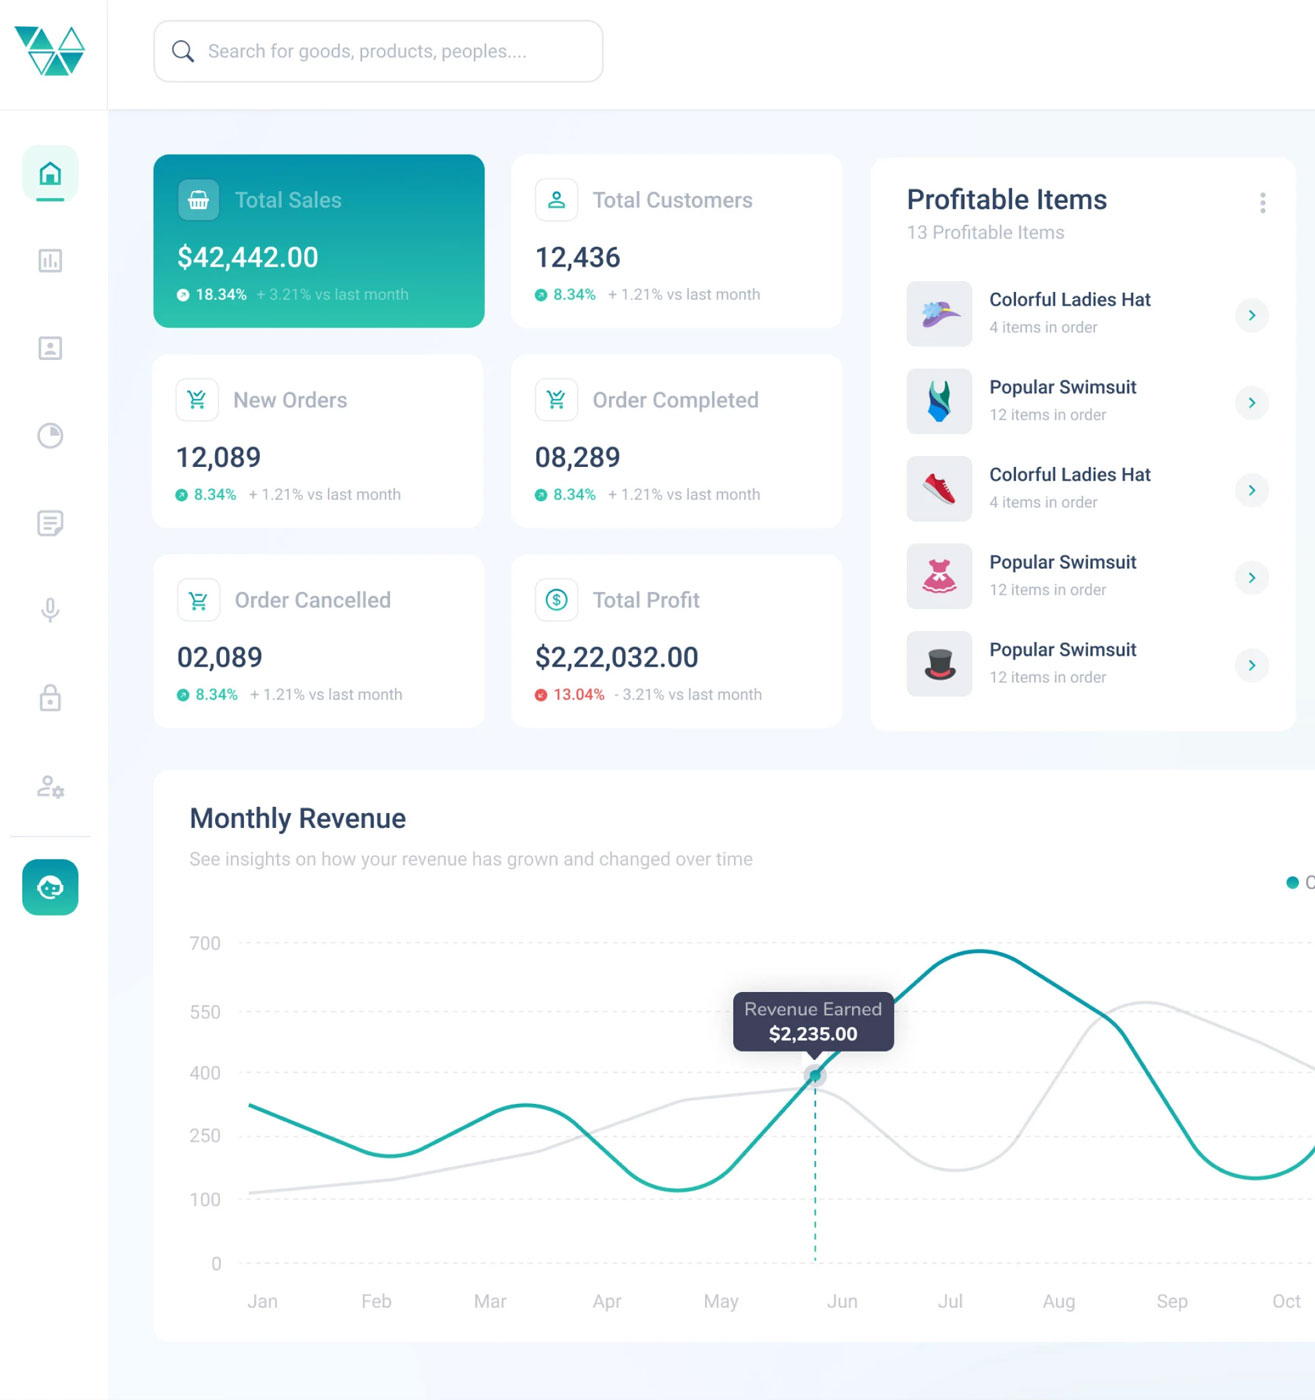 Search for goods, products, peoples....
Total Sales
$42,442.00
18.34% + 3.21% vs last month
Total Customers
12,436
8.34% + 1.21% vs last month
New Orders
12,089
8.34% + 1.21% vs last month
Order Completed
08,289
8.34% + 1.21% vs last month
Order Cancelled
02,089
8.34% + 1.21% vs last month
Total Profit
$2,22,032.00
13.04% - 3.21% vs last month
Profitable Items
13 Profitable Items
Colorful Ladies Hat
4 items in order
Popular Swimsuit
12 items in order
Colorful Ladies Hat
4 items in order
Popular Swimsuit
12 items in order
Popular Swimsuit
12 items in order
Monthly Revenue
See insights on how your revenue has grown and changed over time
700
550
400
250
100
0
Revenue Earned
$2,235.00
Jan Feb Mar Apr May Jun Jul Aug Sep Oct